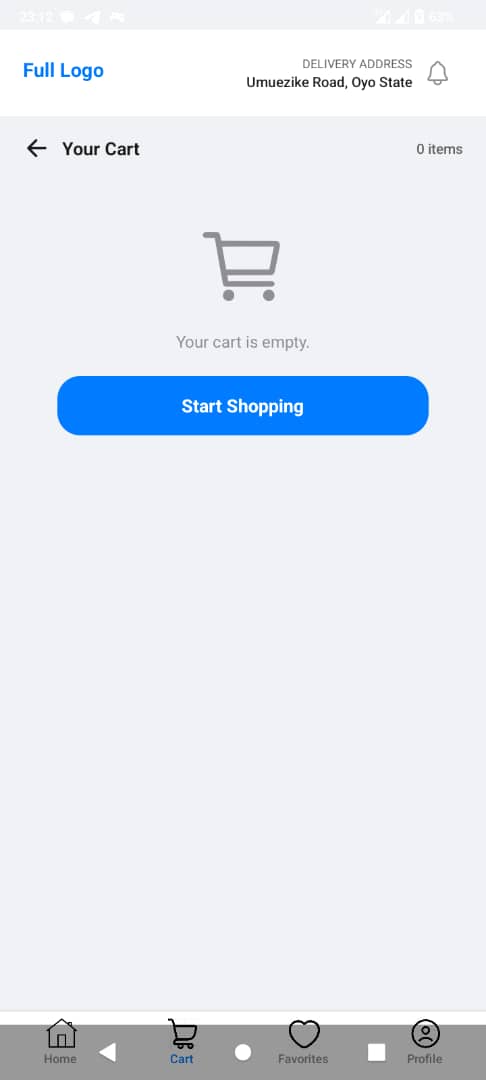 23:12
63%
Full Logo
DELIVERY ADDRESS
Umuezike Road, Oyo State
Your Cart
0 items
Your cart is empty.
Start Shopping
Home
Cart
Favorites
Profile